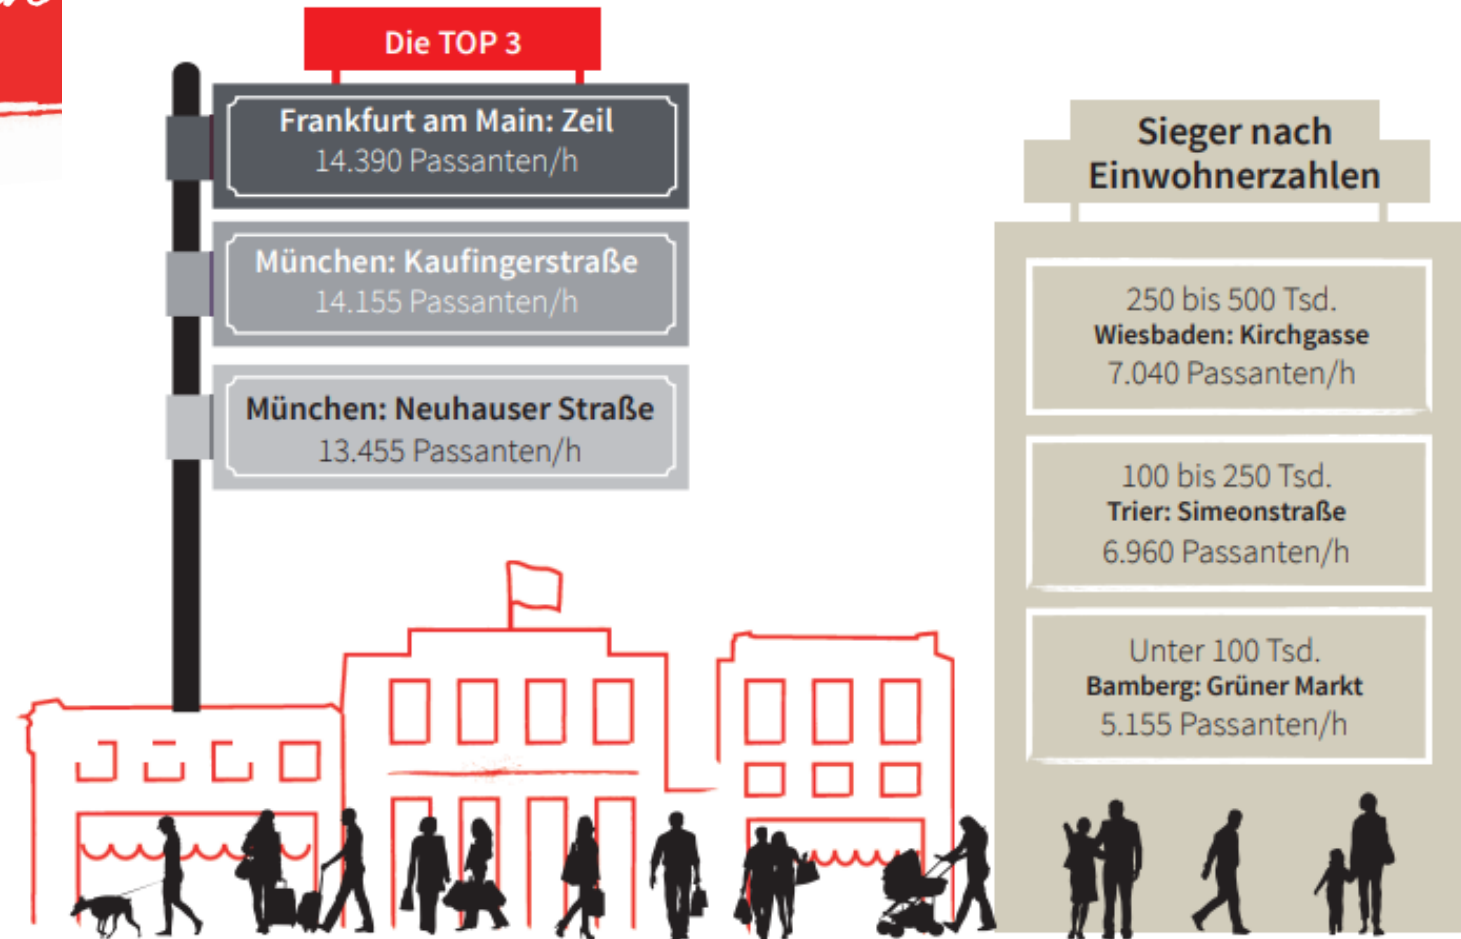 Die TOP 3
Frankfurt am Main: Zeil
14.390 Passanten/h
München: Kaufingerstraße
14.155 Passanten/h
München: Neuhauser Straße
13.455 Passanten/h
Sieger nach
Einwohnerzahlen
250 bis 500 Tsd.
Wiesbaden: Kirchgasse
7.040 Passanten/h
100 bis 250 Tsd.
Trier: Simeonstraße
6.960 Passanten/h
Unter 100 Tsd.
Bamberg: Grüner Markt
5.155 Passanten/h